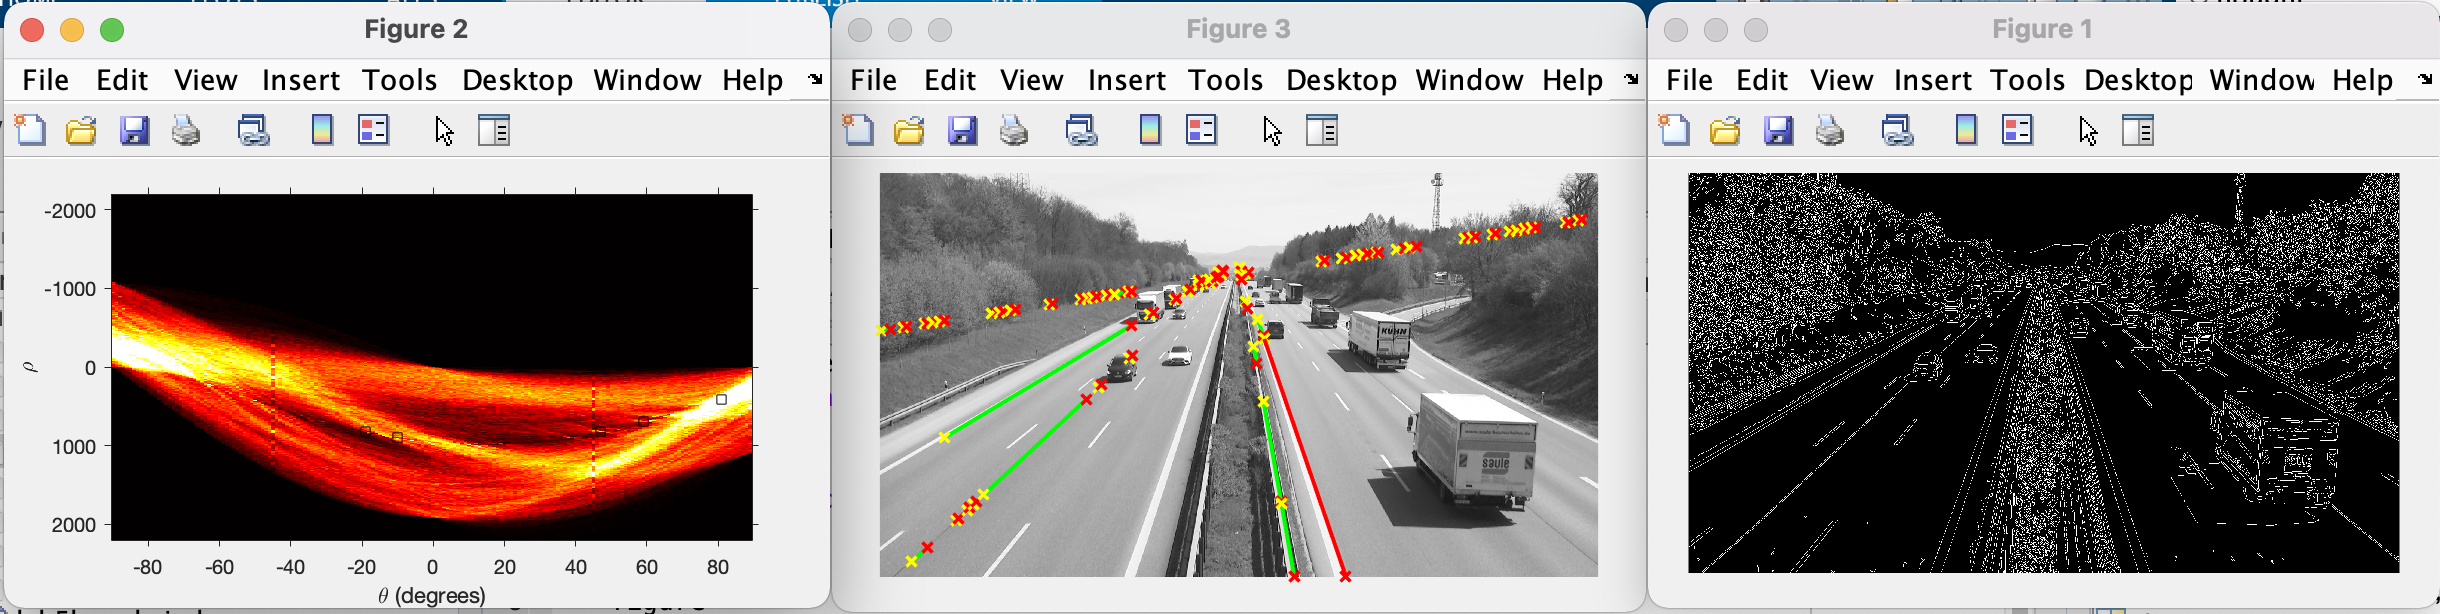 Figure 2
File Edit View Insert Tools Desktop Window Help
-2000
-1000
0
1000
2000
ρ
-80 -60 -40 -20 0 20 40 60 80
θ (degrees)
Figure 3
File Edit View Insert Tools Desktop Window Help
KUHN
saule
Figure 1
File Edit View Insert Tools Desktop Window Help